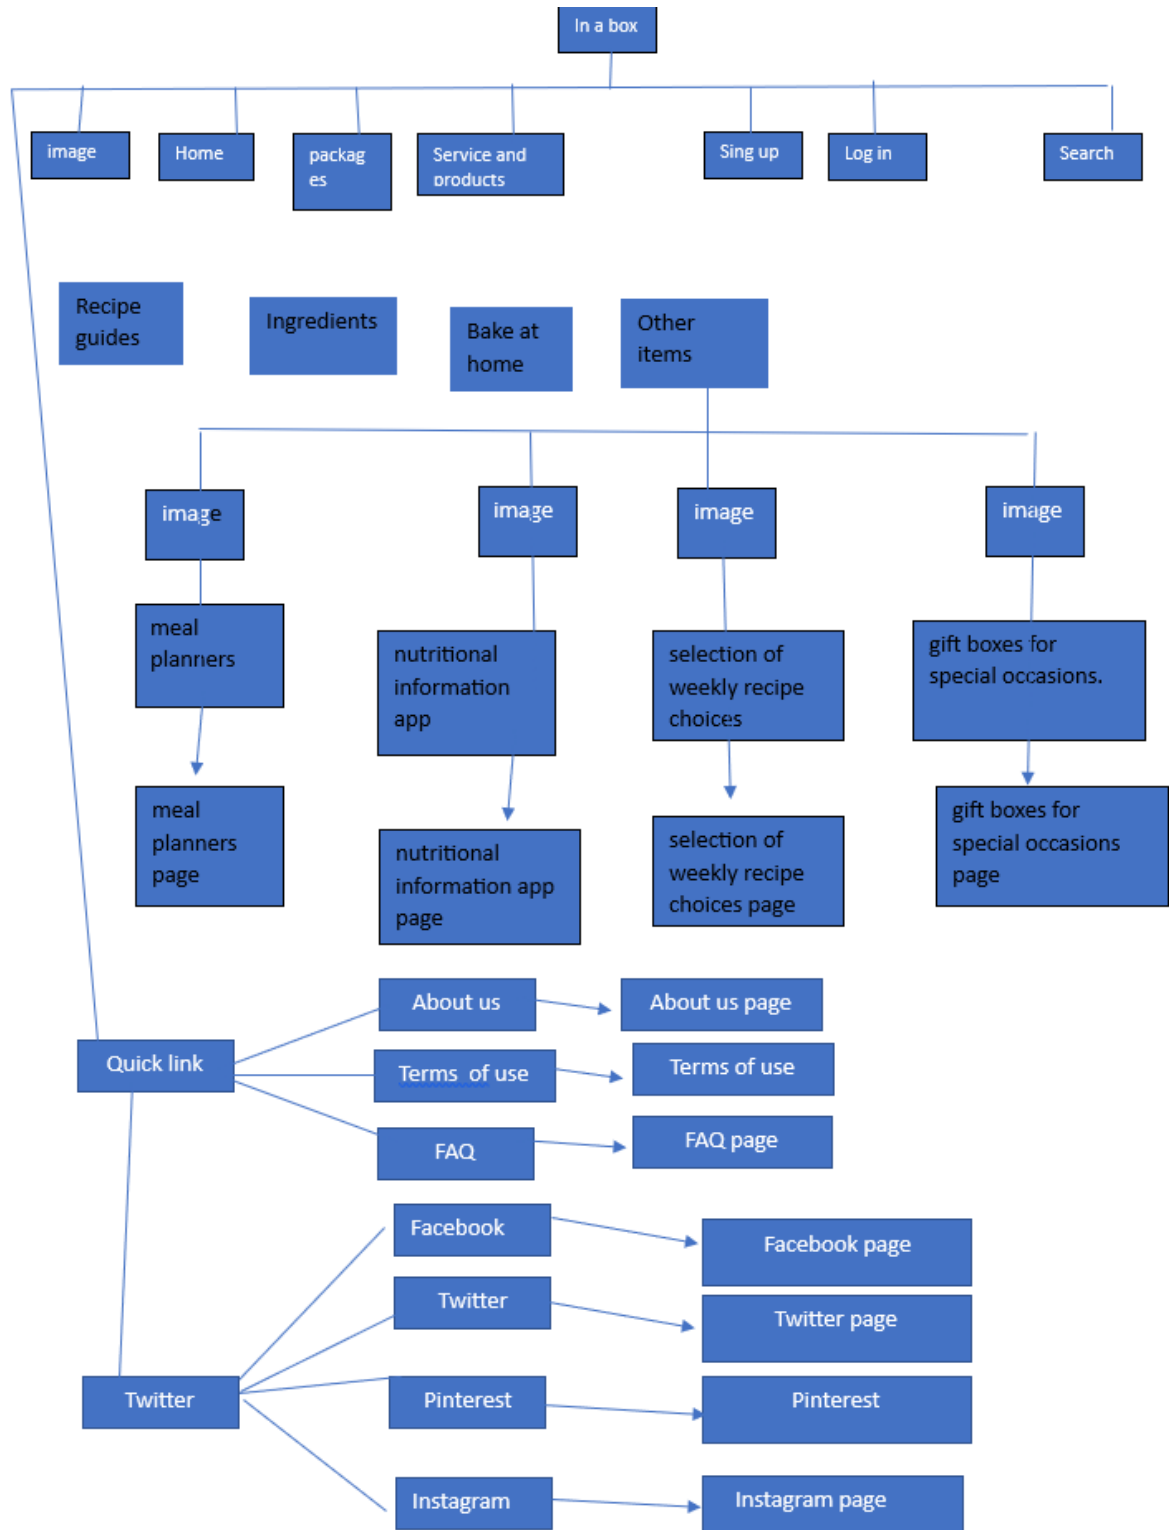 In a box
image
Home
packag
es
Service and
products
Sing up
Log in
Search
Recipe
guides
Ingredients
Bake at
home
Other
items
image
image
image
image
meal
planners
nutritional
information
app
selection of
weekly recipe
choices
gift boxes for
special occasions.
meal
planners
page
nutritional
information app
page
selection of
weekly recipe
choices page
gift boxes for
special occasions
page
About us
About us page
Quick link
Terms of use
Terms of use
FAQ
FAQ page
Facebook
Facebook page
Twitter
Twitter page
Twitter
Pinterest
Pinterest
Instagram
Instagram page